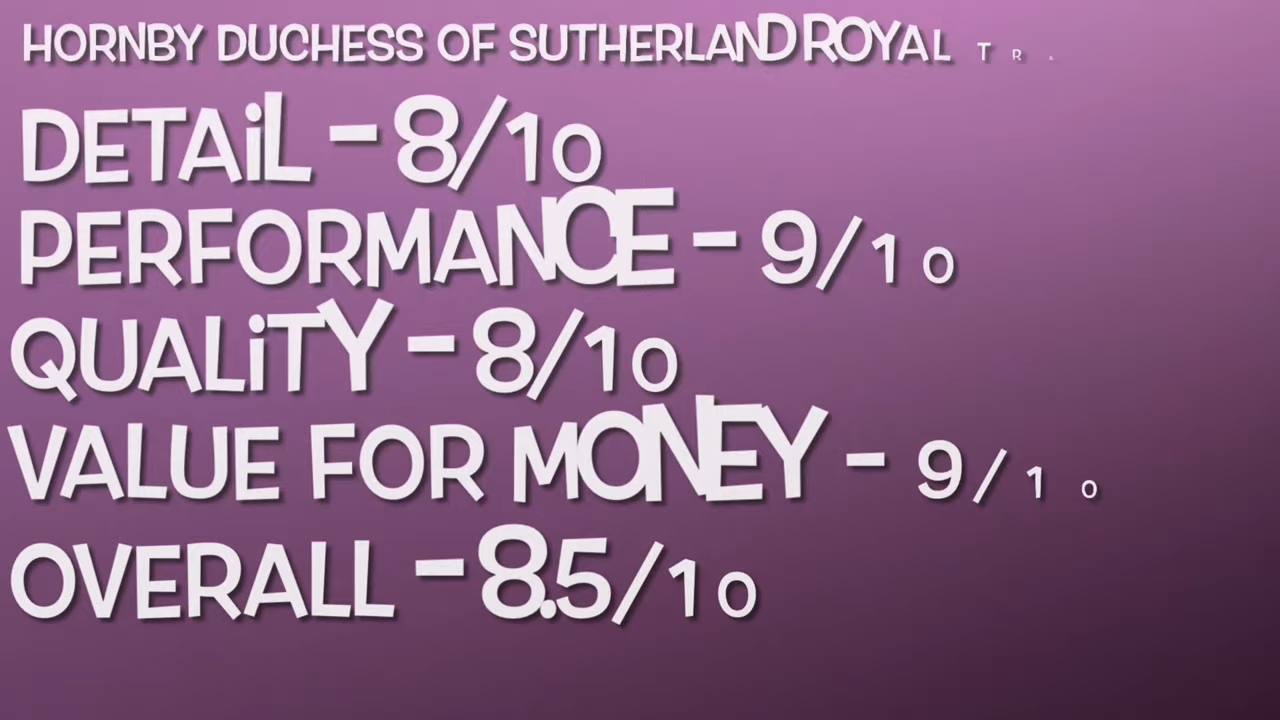 HORNBY DUCHESS OF SUTHERLAND ROYAL
DETAiL - 8/10
PERFORMANCE - 9/10
QUALiTY - 8/10
VALUE FOR MONEY - 9/10
OVERALL - 8.5/10